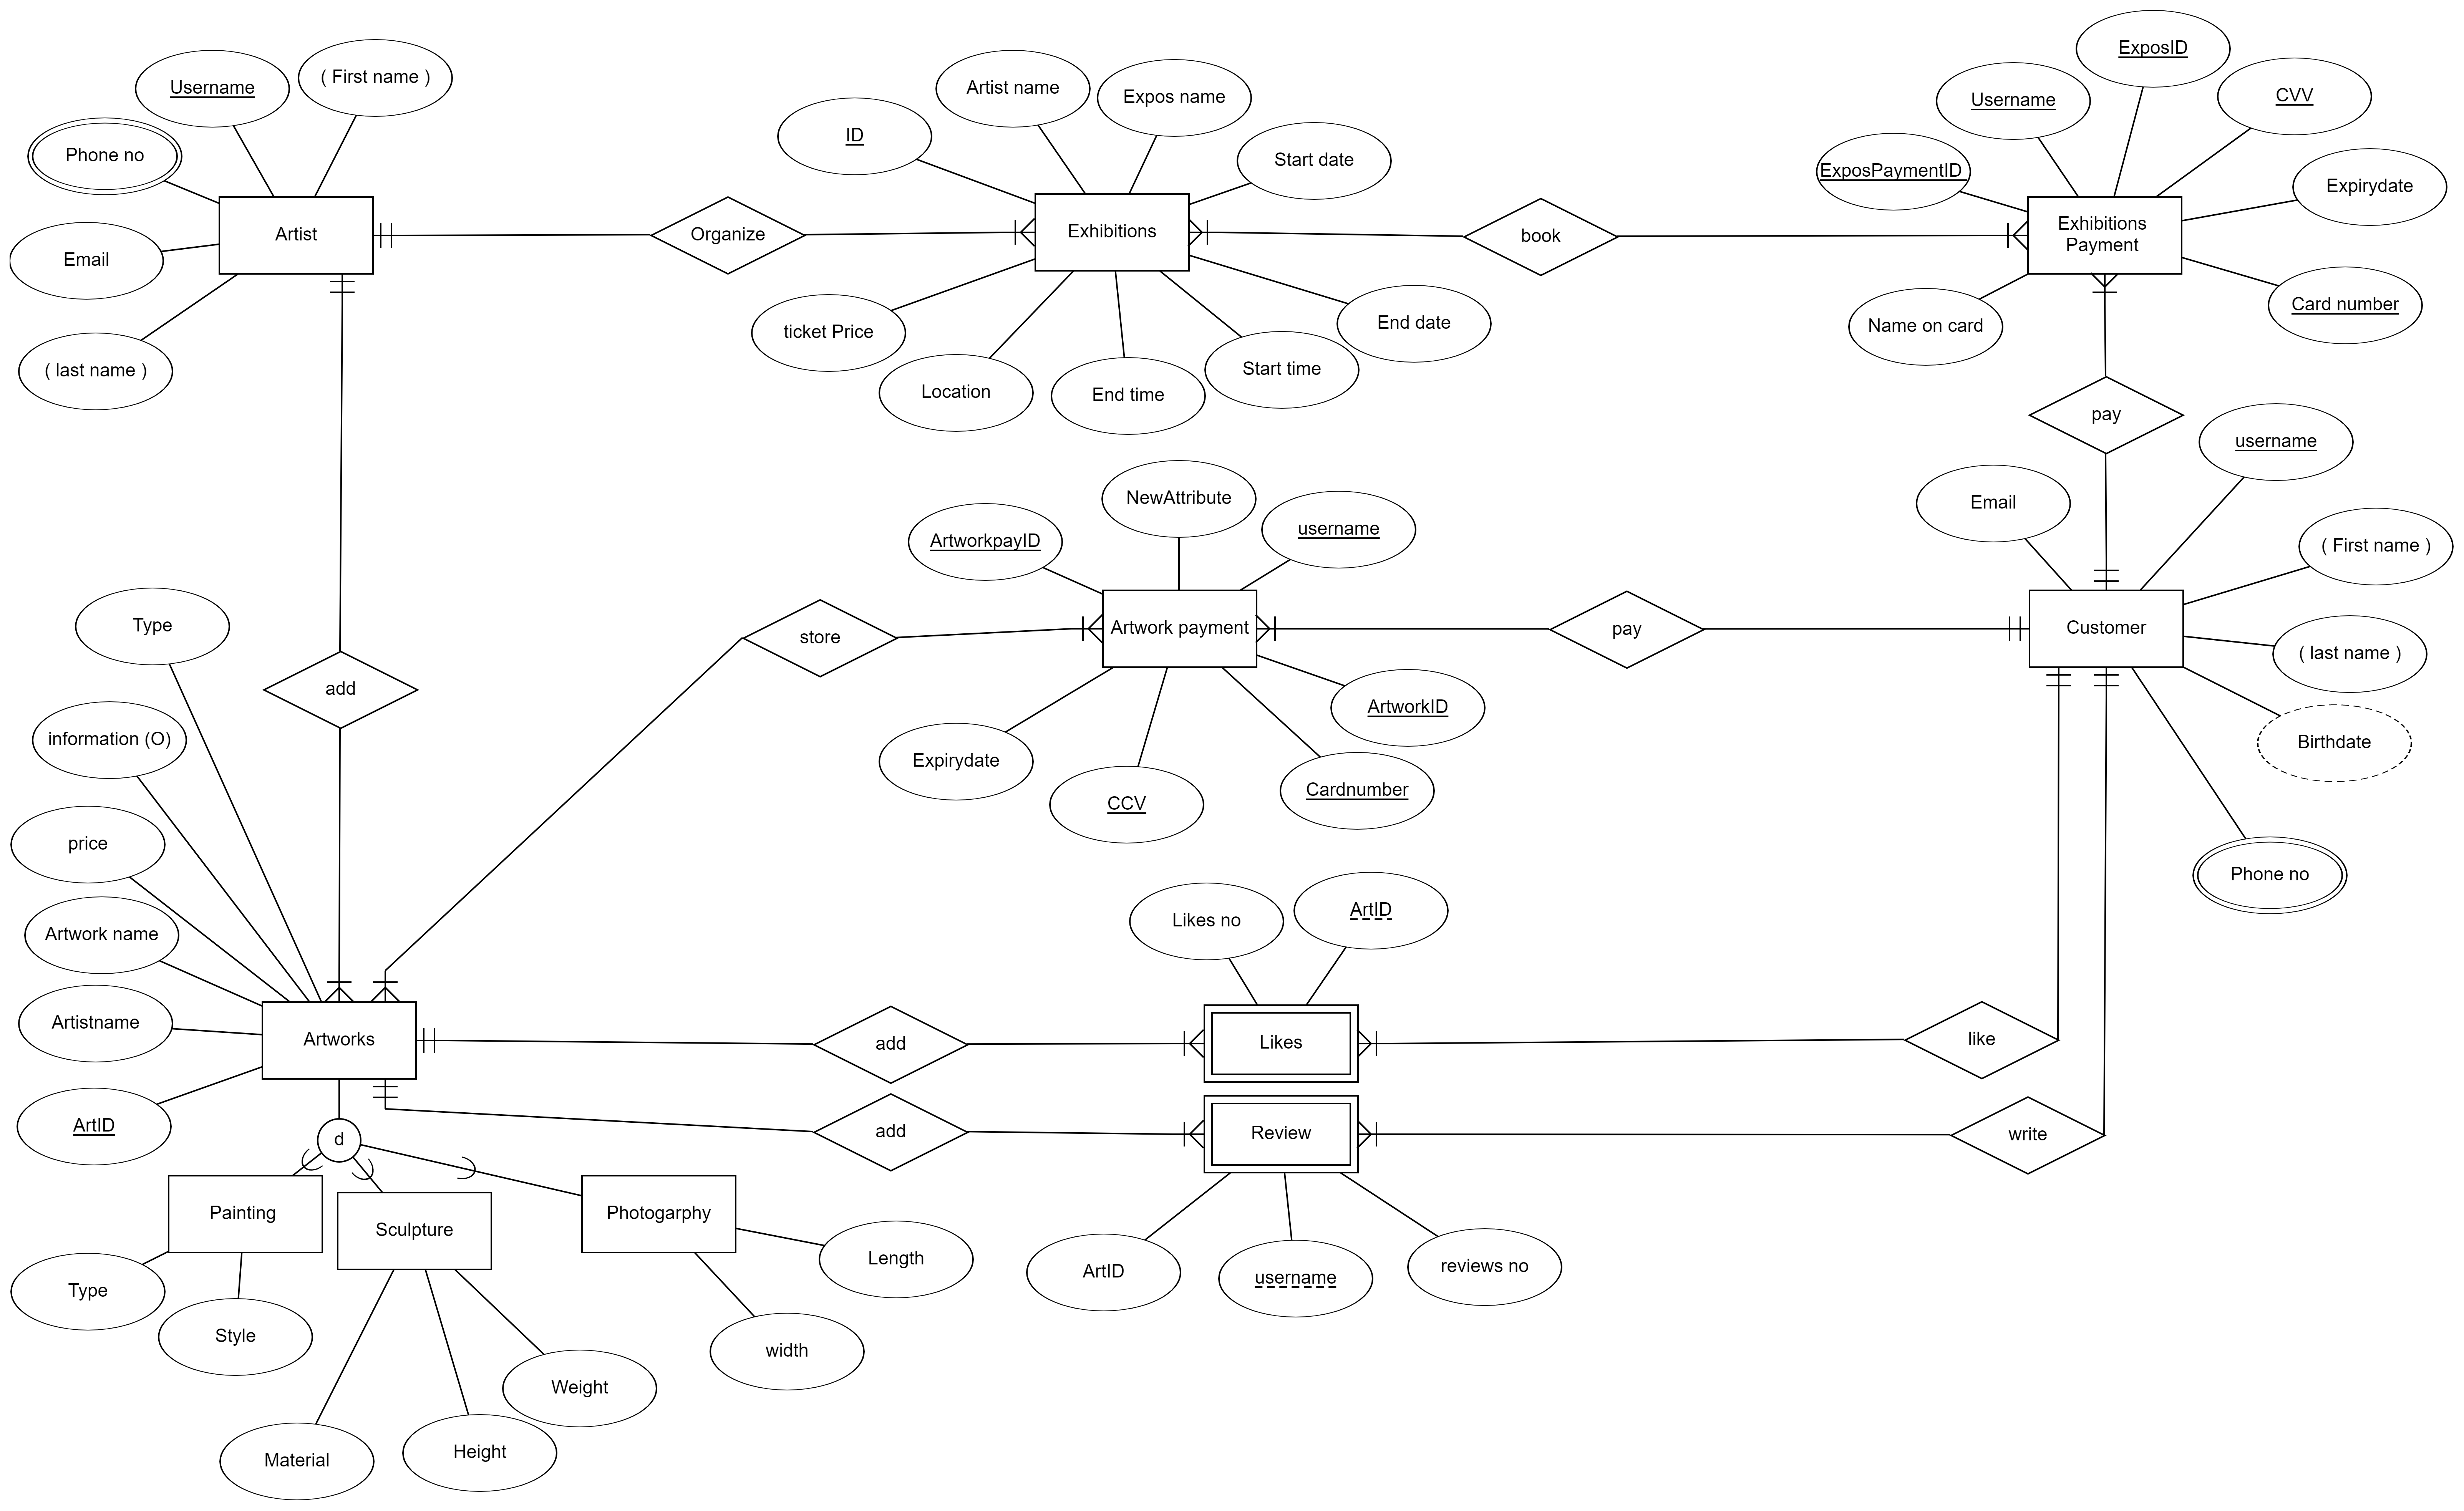 Username
( First name )
Phone no
Email
( last name )
Artist
Organize
ID
Artist name
Expos name
Start date
Exhibitions
ticket Price
Location
End time
Start time
End date
book
ExposPaymentID
Username
ExposID
CVV
Expirydate
Exhibitions
Payment
Name on card
Card number
pay
username
Email
( First name )
Customer
( last name )
Birthdate
Phone no
ArtworkpayID
NewAttribute
username
store
Artwork payment
pay
ArtworkID
Expirydate
CCV
Cardnumber
add
Type
information (O)
price
Artwork name
Artistname
ArtID
Artworks
add
Likes no
ArtID
Likes
like
add
Review
write
ArtID
username
reviews no
d
Painting
Sculpture
Photogarphy
Type
Style
Material
Height
Weight
Length
width